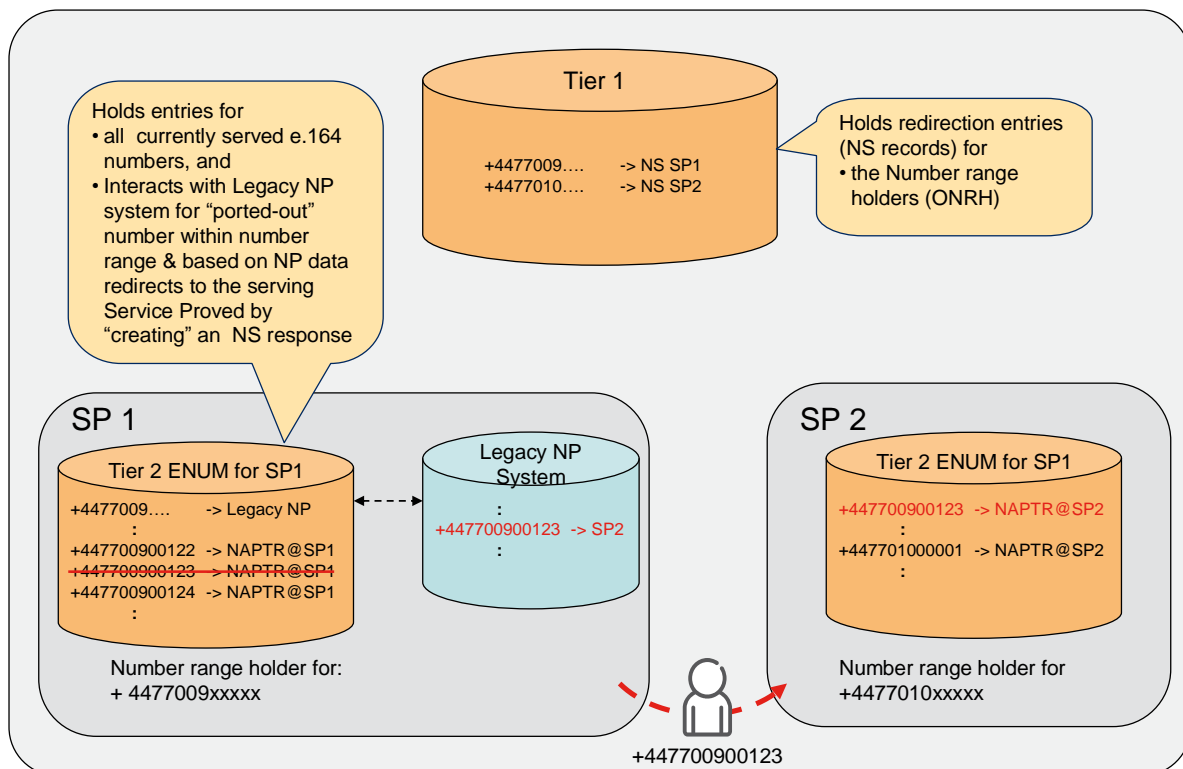 Tier 1
+4477009.... -> NS SP1
+4477010.... -> NS SP2
Holds entries for
• all currently served e.164
numbers, and
• Interacts with Legacy NP
system for “ported-out”
number within number
range & based on NP data
redirects to the serving
Service Proved by
“creating” an NS response
Holds redirection entries
(NS records) for
• the Number range
holders (ONRH)
SP 1
Tier 2 ENUM for SP1
+4477009.... -> Legacy NP
:
+447700900122 -> NAPTR@SP1
+447700900123 -> NAPTR@SP1
+447700900124 -> NAPTR@SP1
:
Legacy NP
System
:
+447700900123 -> SP2
:
Number range holder for:
+ 4477009xxxxx
SP 2
Tier 2 ENUM for SP1
+447700900123 -> NAPTR@SP2
:
+447701000001 -> NAPTR@SP2
:
Number range holder for
+4477010xxxxx
+447700900123